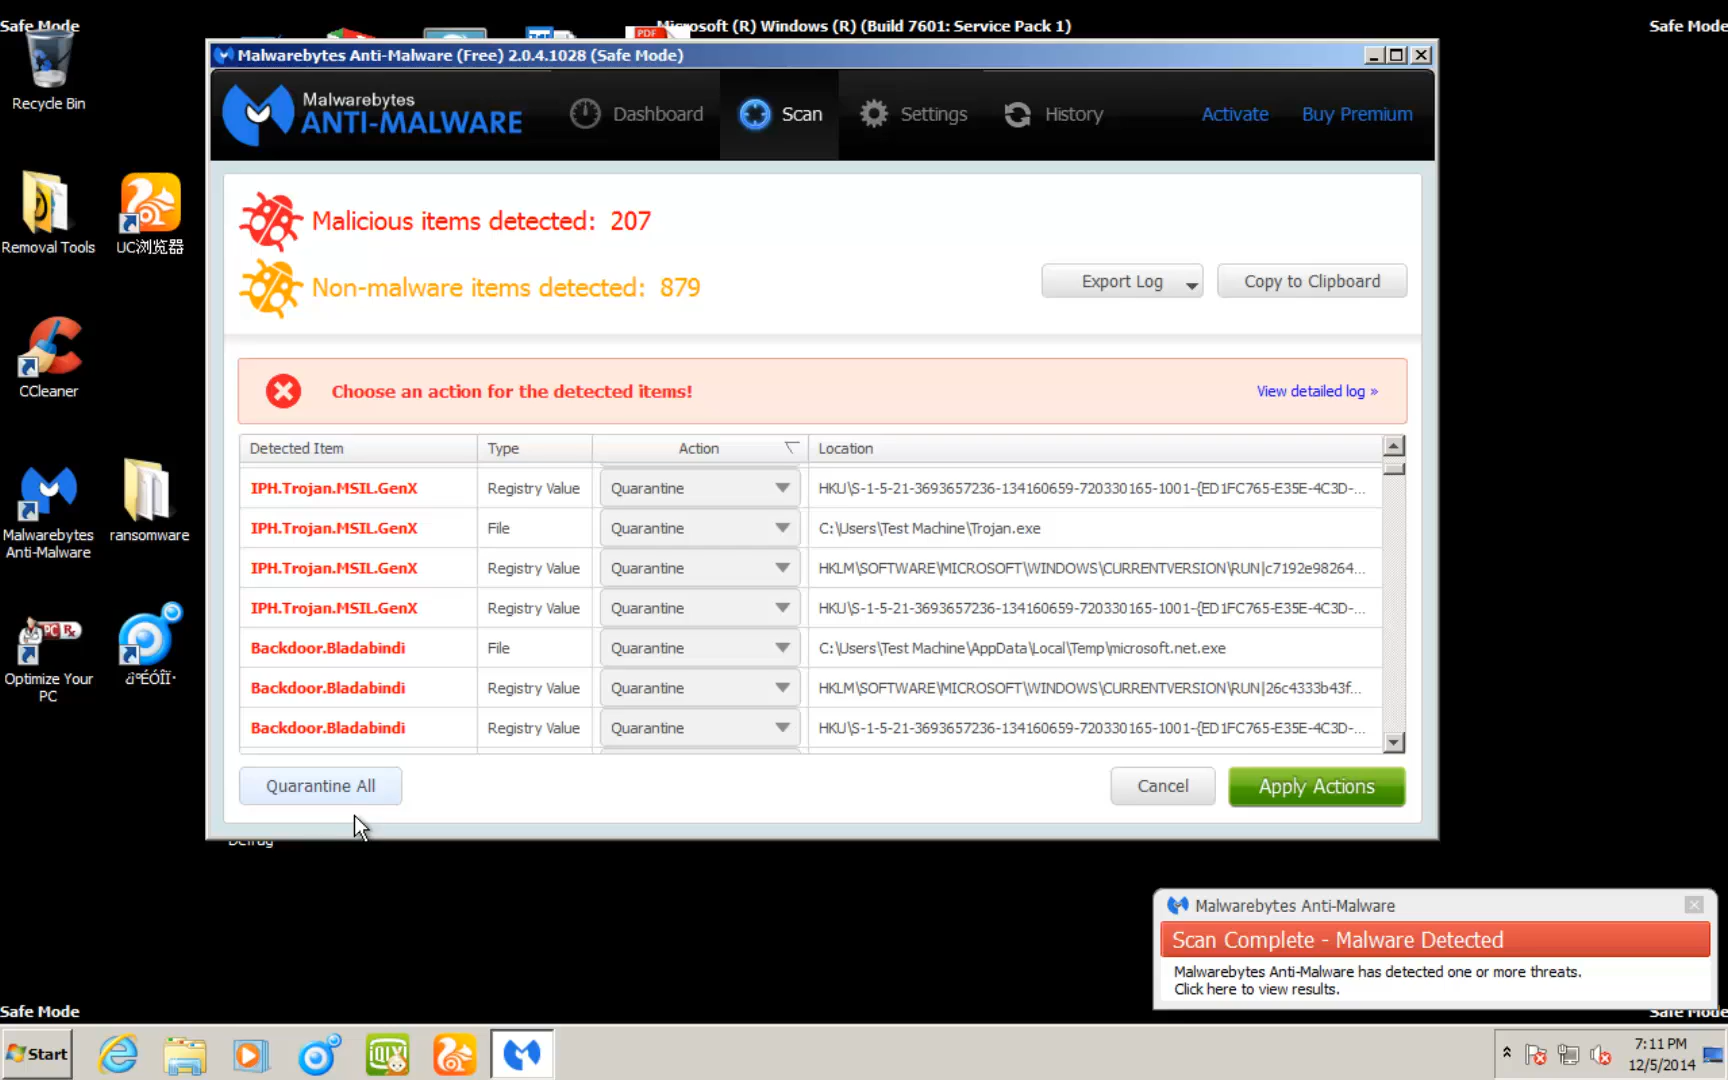 Safe Mode
Microsoft (R) Windows (R) (Build 7601: Service Pack 1)
Safe Mode
Recycle Bin
Removal Tools
UC浏览器
CCleaner
Malwarebytes
Anti-Malware
ransomware
Optimize Your
PC
PDF
Malwarebytes Anti-Malware (Free) 2.0.4.1028 (Safe Mode)
Malwarebytes
ANTI-MALWARE
Dashboard
Scan
Settings
History
Activate
Buy Premium
Malicious items detected: 207
Non-malware items detected: 879
Export Log
Copy to Clipboard
Choose an action for the detected items!
View detailed log »
Detected Item Type Action Location
IPH.Trojan.MSIL.GenX Registry Value Quarantine HKU\S-1-5-21-3693657236-134160659-720330165-1001-{ED1FC765-E35E-4C3D-...
IPH.Trojan.MSIL.GenX File Quarantine C:\Users\Test Machine\Trojan.exe
IPH.Trojan.MSIL.GenX Registry Value Quarantine HKLM\SOFTWARE\MICROSOFT\WINDOWS\CURRENTVERSION\RUN|c7192e98264...
IPH.Trojan.MSIL.GenX Registry Value Quarantine HKU\S-1-5-21-3693657236-134160659-720330165-1001-{ED1FC765-E35E-4C3D-...
Backdoor.Bladabindi File Quarantine C:\Users\Test Machine\AppData\Local\Temp\microsoft.net.exe
Backdoor.Bladabindi Registry Value Quarantine HKLM\SOFTWARE\MICROSOFT\WINDOWS\CURRENTVERSION\RUN|26c4333b43f...
Backdoor.Bladabindi Registry Value Quarantine HKU\S-1-5-21-3693657236-134160659-720330165-1001-{ED1FC765-E35E-4C3D-...
Quarantine All
Cancel
Apply Actions
Defrag
Malwarebytes Anti-Malware
Scan Complete - Malware Detected
Malwarebytes Anti-Malware has detected one or more threats.
Click here to view results.
Safe Mode
Safe Mode
Start
7:11 PM
12/5/2014